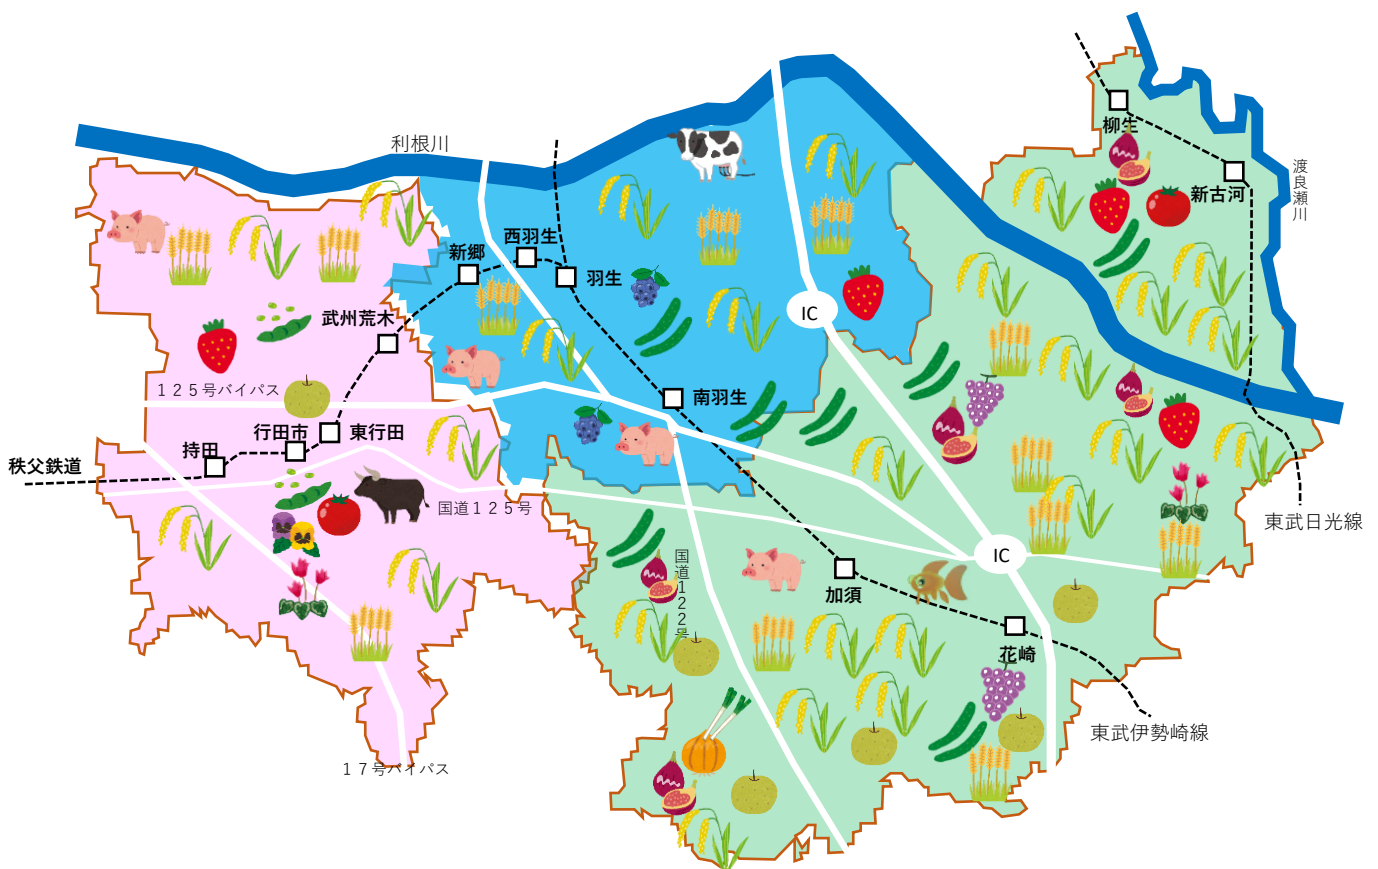 利根川
柳生
新古河
渡良瀬川
西羽生
新郷
羽生
武州荒木
IC
１２５号バイパス
南羽生
行田市
東行田
持田
秩父鉄道
国道１２５号
東武日光線
国道１２２号
IC
加須
花崎
東武伊勢崎線
１７号バイパス